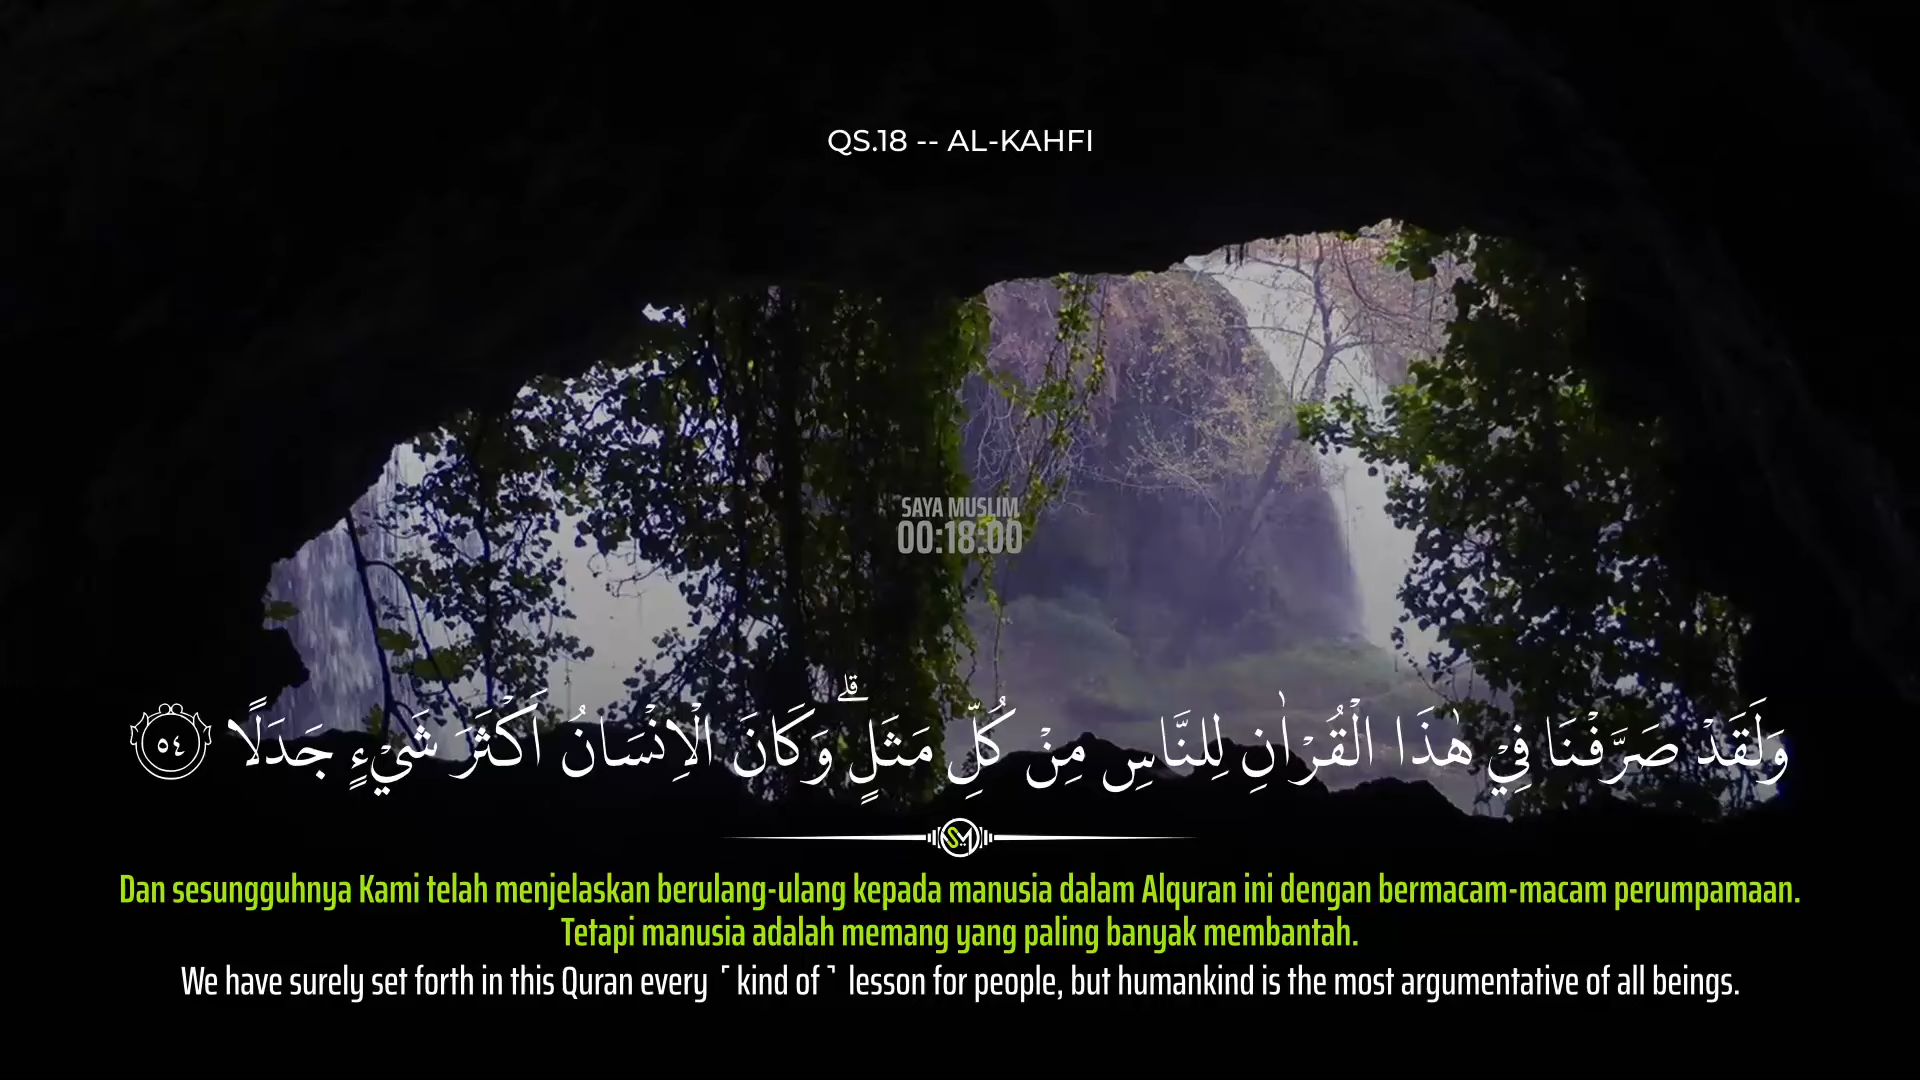 QS.18 -- AL-KAHFI
SAYA MUSLIM
00:18:00
وَلَقَدْ صَرَّفْنَا فِيْ هٰذَا الْقُرْاٰنِ لِلنَّاسِ مِنْ كُلِّ مَثَلٍۗ وَكَانَ الْاِنْسَانُ اَكْثَرَ شَيْءٍ جَدَلًا ٥٤
SM
Dan sesungguhnya Kami telah menjelaskan berulang-ulang kepada manusia dalam Alquran ini dengan bermacam-macam perumpamaan.
Tetapi manusia adalah memang yang paling banyak membantah.
We have surely set forth in this Quran every ˹kind of˺ lesson for people, but humankind is the most argumentative of all beings.